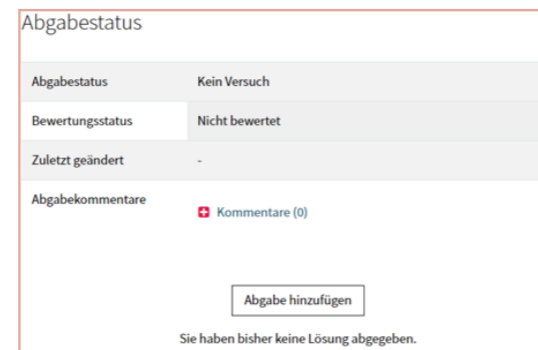 Abgabestatus
Abgabestatus Kein Versuch
Bewertungsstatus Nicht bewertet
Zuletzt geändert -
Abgabekommentare
Kommentare (0)
Abgabe hinzufügen
Sie haben bisher keine Lösung abgegeben.